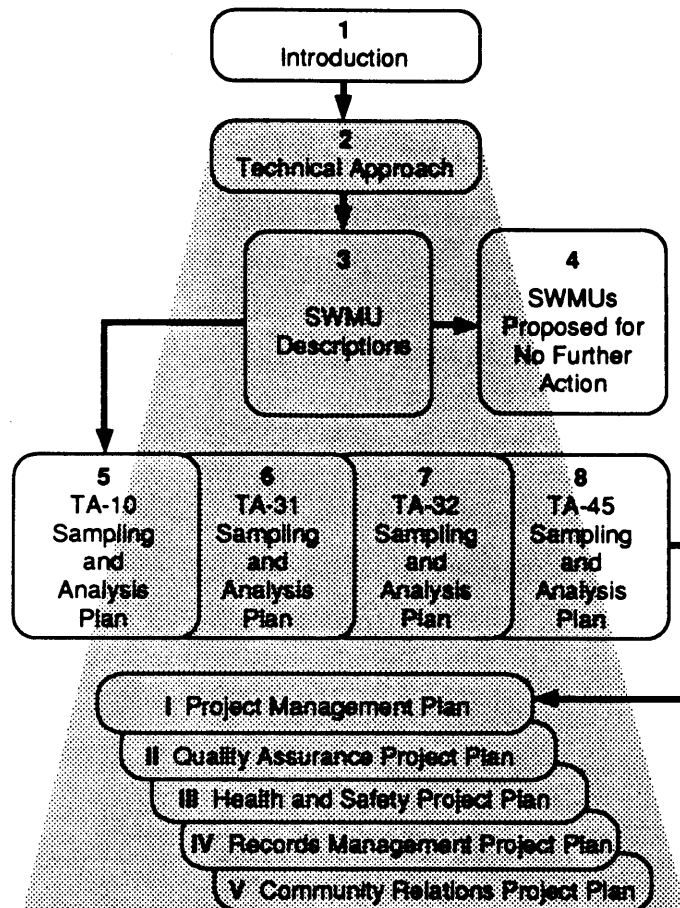 1
Introduction
2
Technical Approach
3
SWMU
Descriptions
4
SWMUs
Proposed for
No Further
Action
5
TA-10
Sampling
and
Analysis
Plan
6
TA-31
Sampling
and
Analysis
Plan
7
TA-32
Sampling
and
Analysis
Plan
8
TA-45
Sampling
and
Analysis
Plan
I Project Management Plan
II Quality Assurance Project Plan
III Health and Safety Project Plan
IV Records Management Project Plan
V Community Relations Project Plan